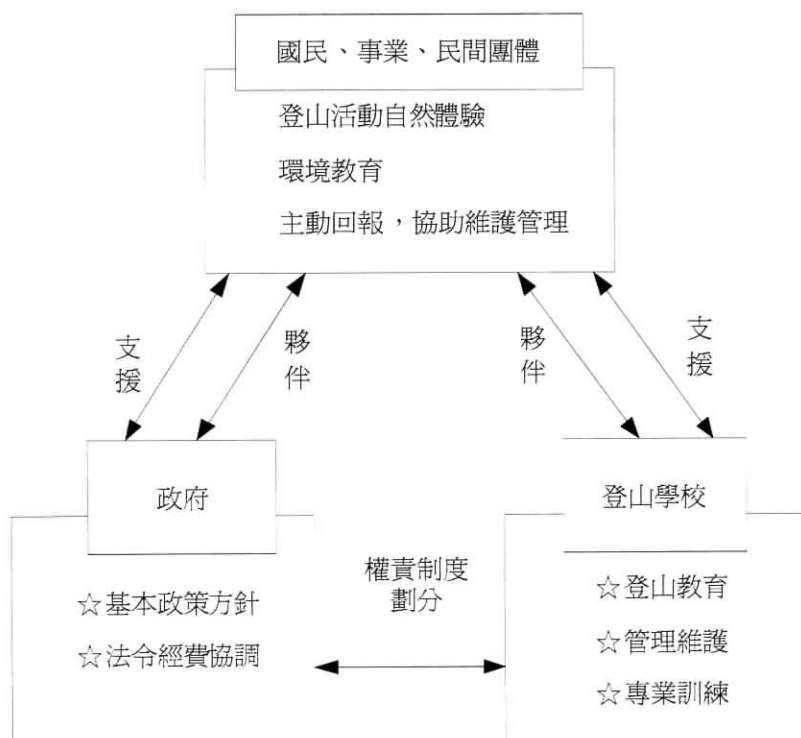 國民、事業、民間團體
登山活動自然體驗
環境教育
主動回報，協助維護管理
支援
夥伴
夥伴
支援
政府
☆基本政策方針
☆法令經費協調
權責制度
劃分
登山學校
☆登山教育
☆管理維護
☆專業訓練